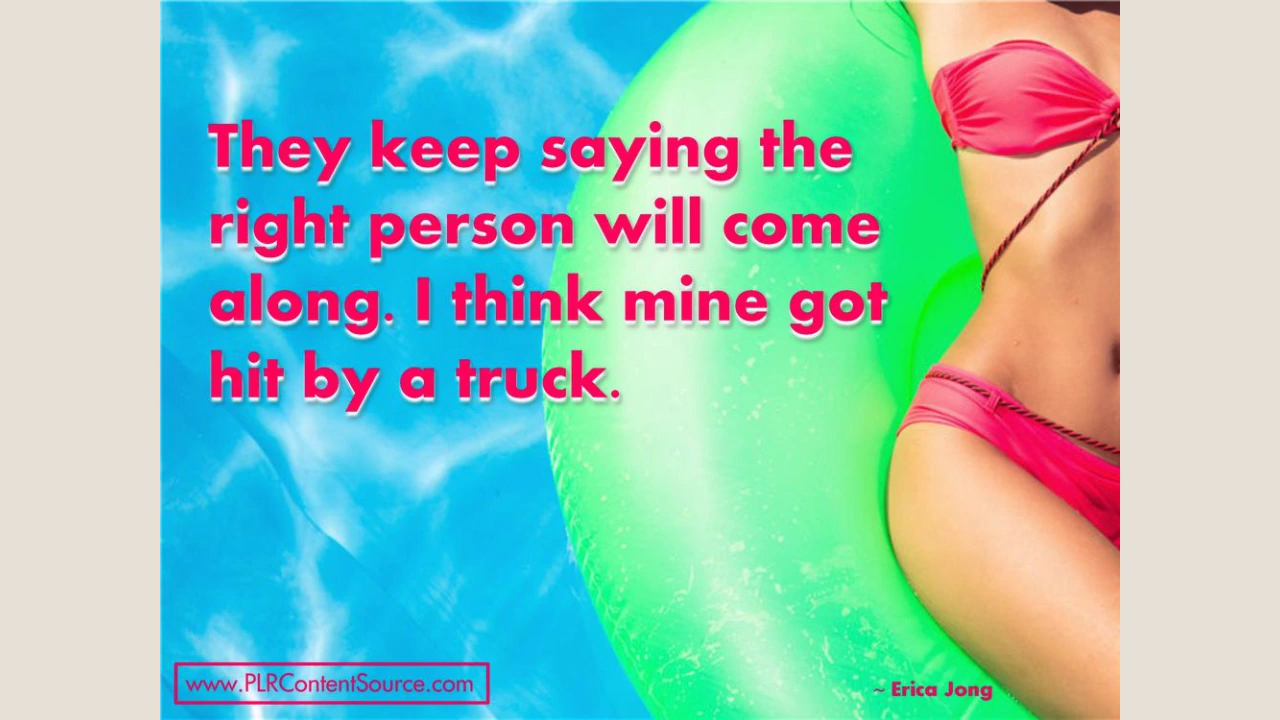 They keep saying the
right person will come
along. I think mine got
hit by a truck.
www.PLRContentSource.com
~ Erica Jong